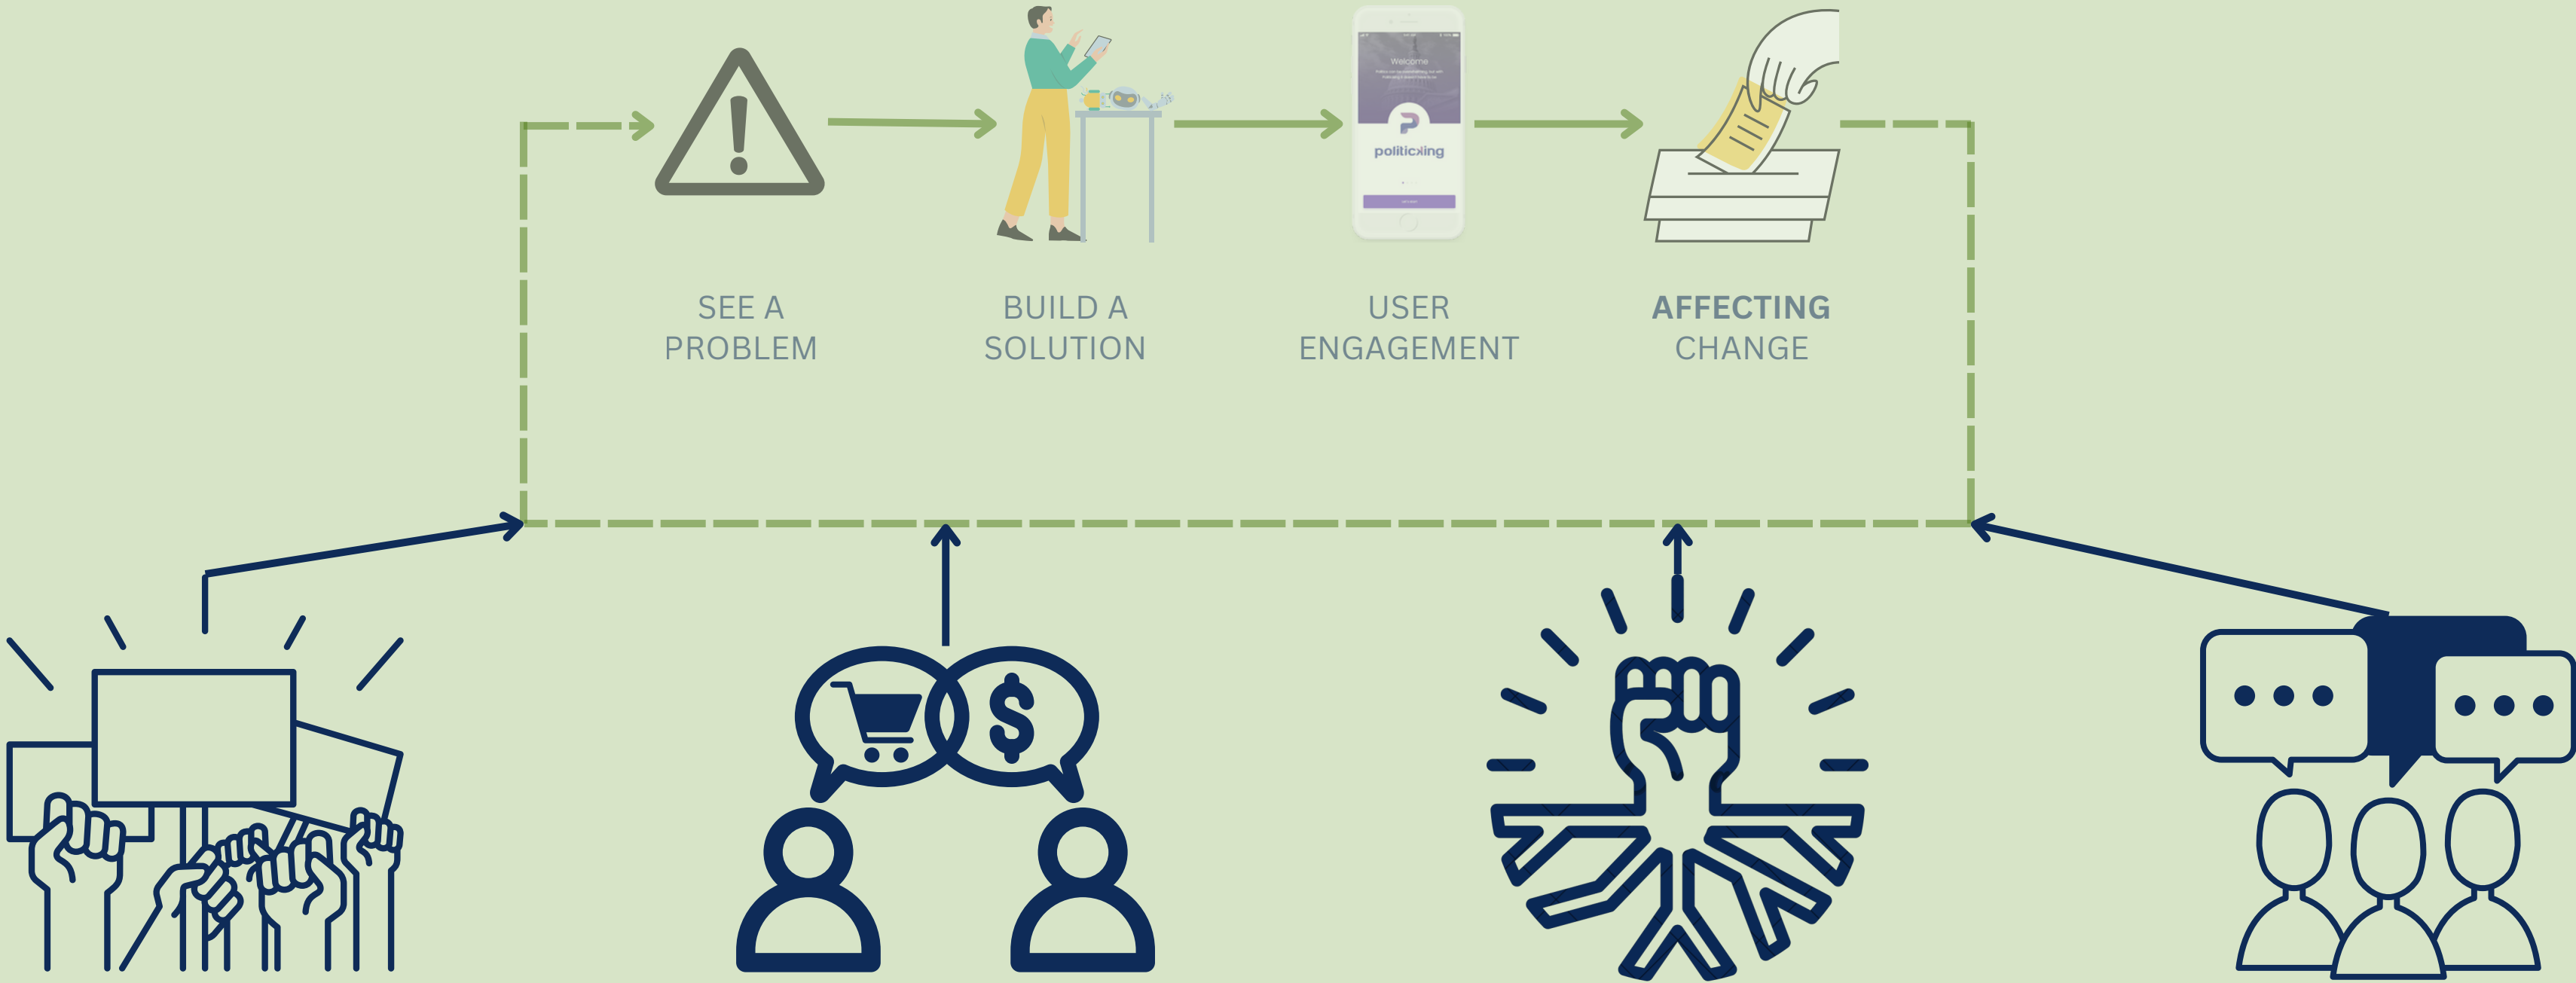 Welcome
politicking
SEE A
PROBLEM
BUILD A
SOLUTION
USER
ENGAGEMENT
AFFECTING
CHANGE
$